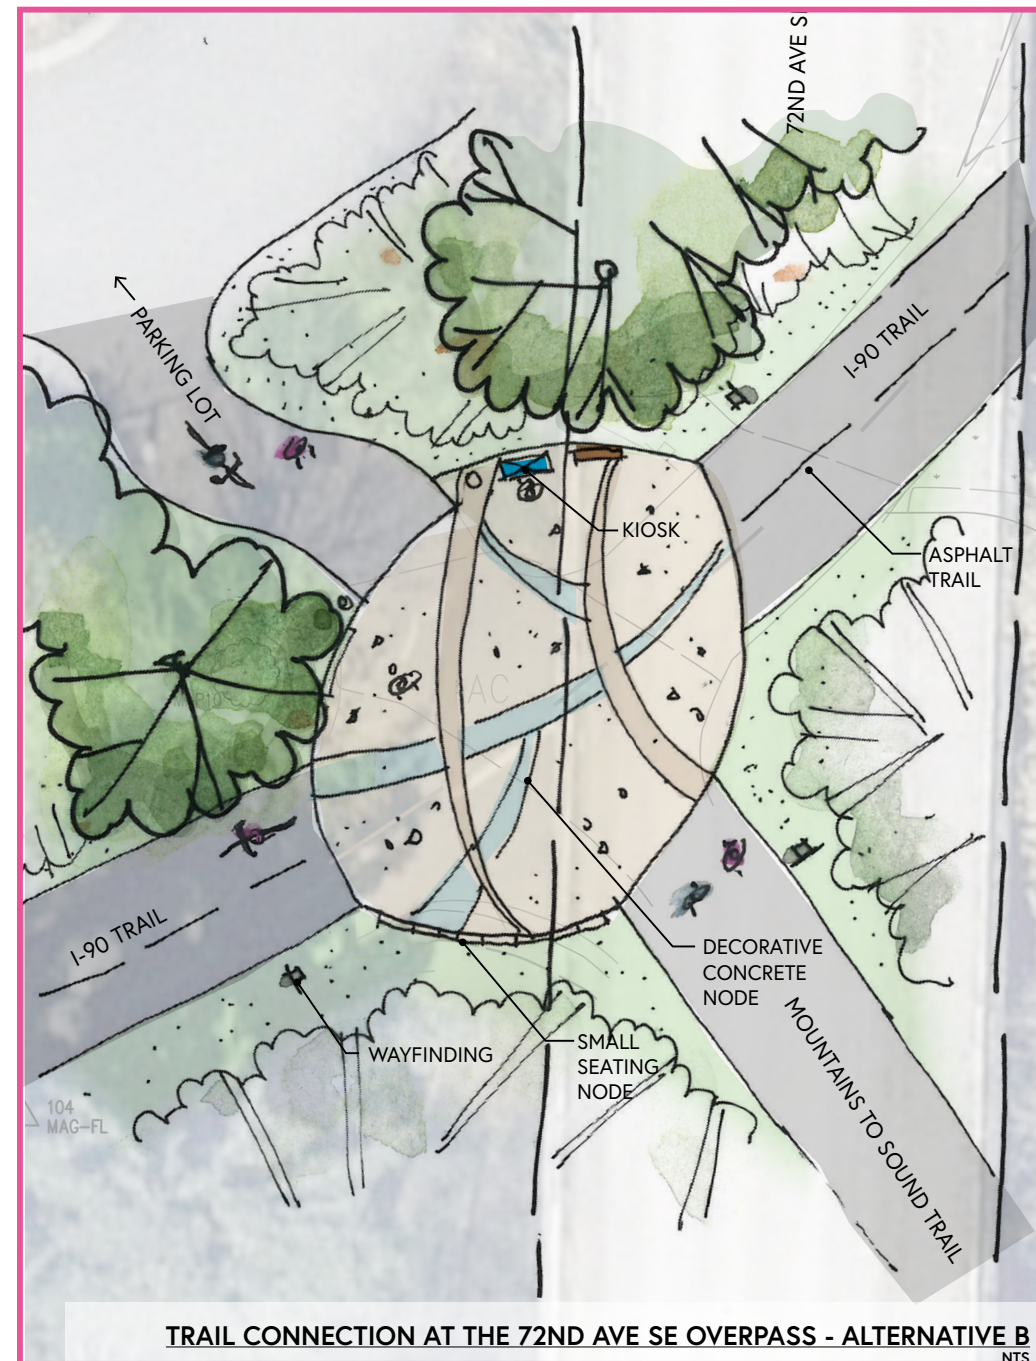 72ND AVE S
PARKING LOT
I-90 TRAIL
KIOSK
ASPHALT
TRAIL
AC
I-90 TRAIL
DECORATIVE
CONCRETE
NODE
WAYFINDING
SMALL
SEATING
NODE
MOUNTAINS TO SOUND TRAIL
104
MAG-FL
TRAIL CONNECTION AT THE 72ND AVE SE OVERPASS - ALTERNATIVE B
NTS